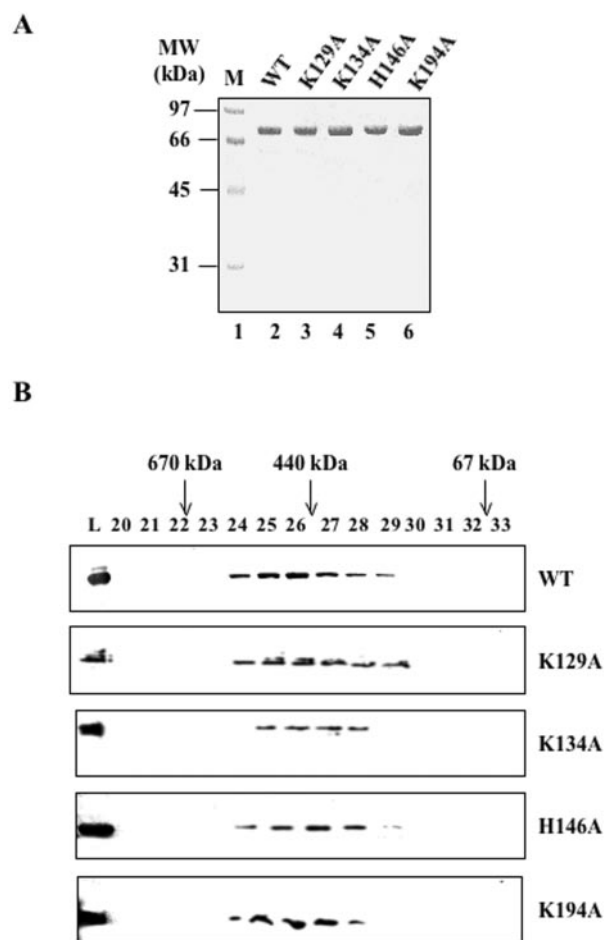 A
MW
(kDa)
M WT K129A K134A H146A K194A
97
66
45
31
1 2 3 4 5 6
B
670 kDa 440 kDa 67 kDa
L 20 21 22 23 24 25 26 27 28 29 30 31 32 33
WT
K129A
K134A
H146A
K194A